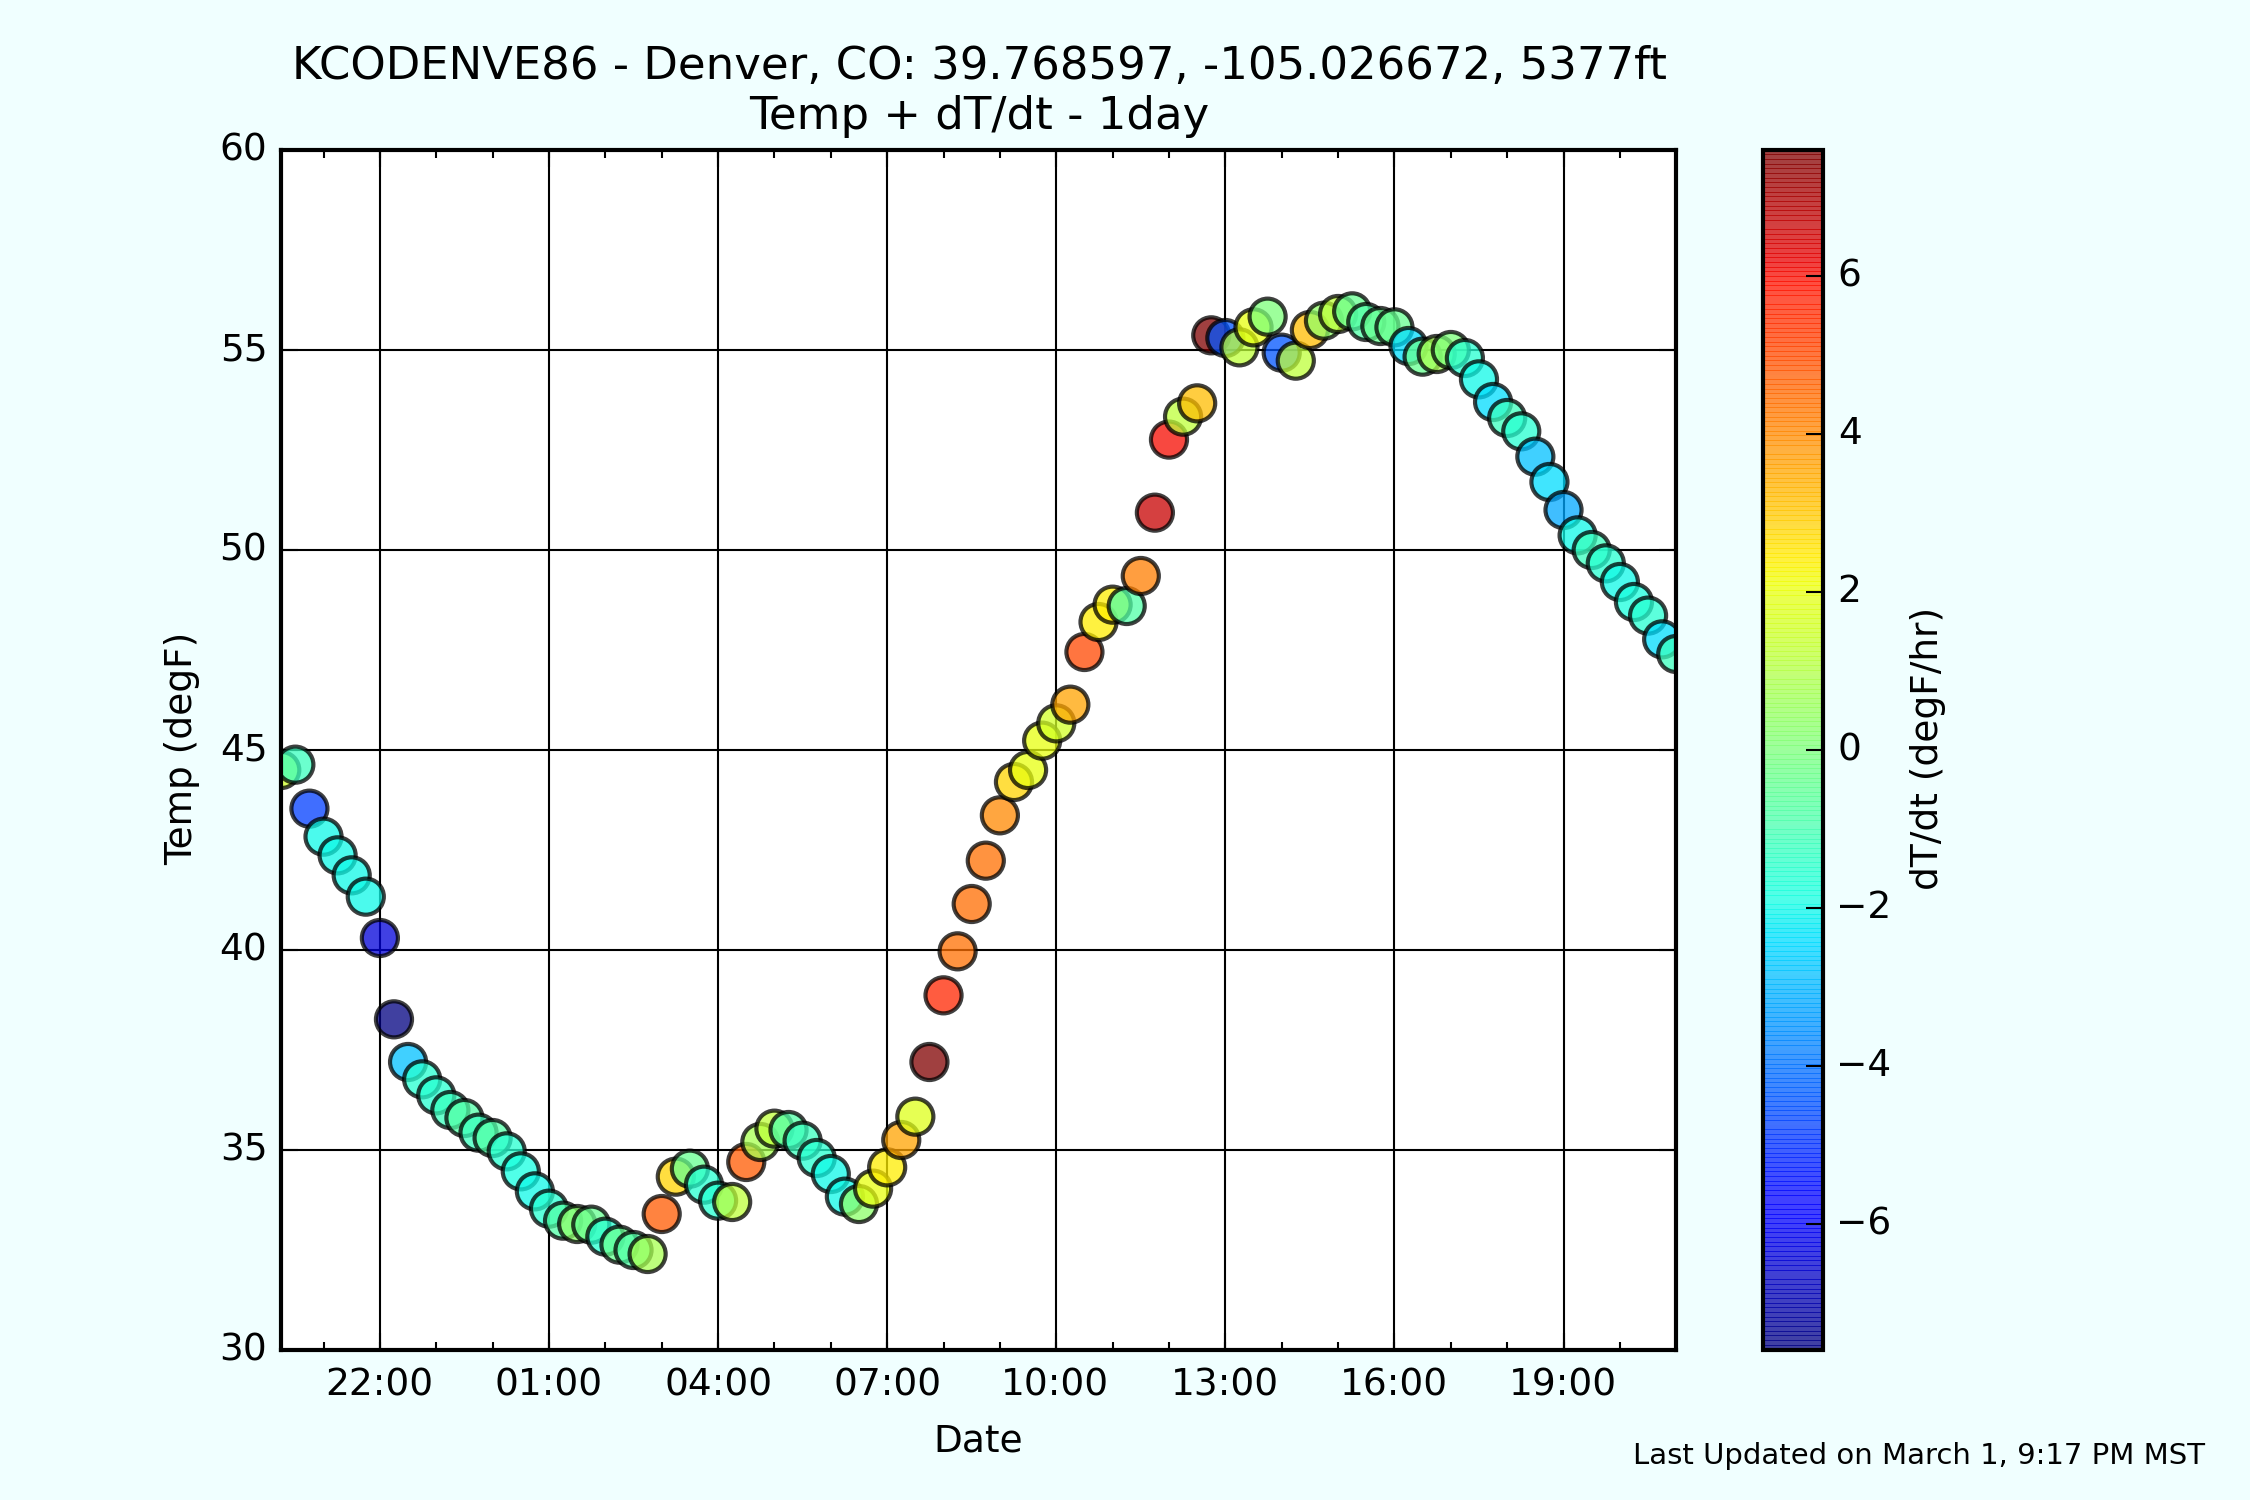 KCODENVE86 - Denver, CO: 39.768597, -105.026672, 5377ft
Temp + dT/dt - 1day
60
55
50
45
40
35
30
Temp (degF)
22:00 01:00 04:00 07:00 10:00 13:00 16:00 19:00
Date
6
4
2
0
−2
−4
−6
dT/dt (degF/hr)
Last Updated on March 1, 9:17 PM MST